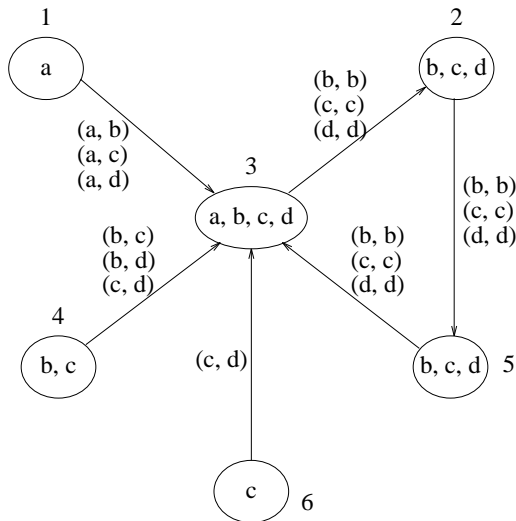 1
2
a
b, c, d
(a, b)
(a, c)
(a, d)
(b, b)
(c, c)
(d, d)
3
a, b, c, d
(b, b)
(c, c)
(d, d)
(b, c)
(b, d)
(c, d)
(b, b)
(c, c)
(d, d)
4
b, c
(c, d)
b, c, d
5
c
6